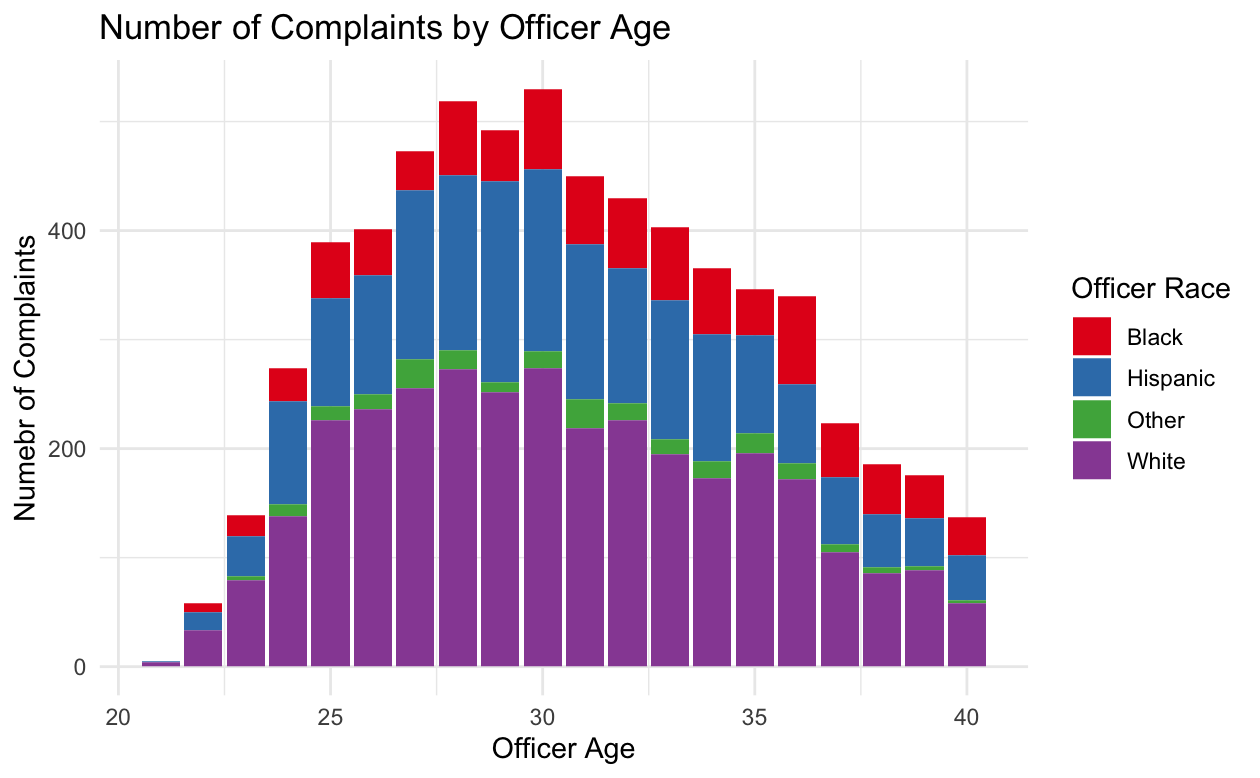 Number of Complaints by Officer Age
Numebr of Complaints
400
200
0
20
25
30
35
40
Officer Age
Officer Race
Black
Hispanic
Other
White